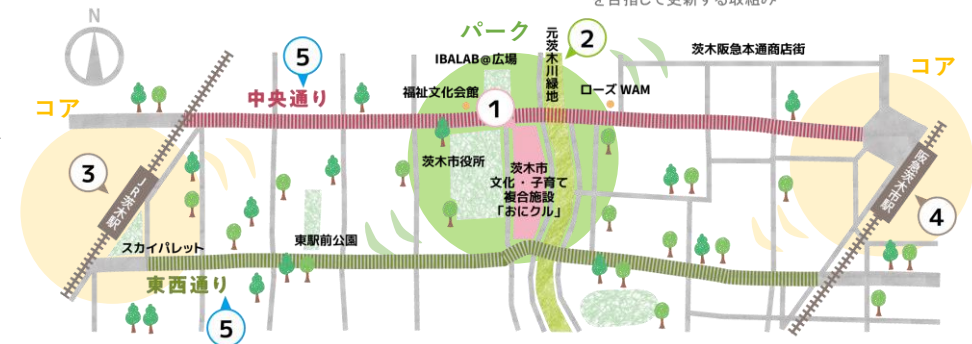 を目指して更新する取組み
N
パーク
2
5
IBALAB@広場
元茨木川緑地
茨木阪急本通商店街
コア
コア
中央通り
福祉文化会館
1
ローズ WAM
茨木市役所
茨木市
文化・子育て
複合施設
「おにクル」
3
JR茨木駅
阪急茨木市駅
4
スカイパレット
東駅前公園
東西通り
5